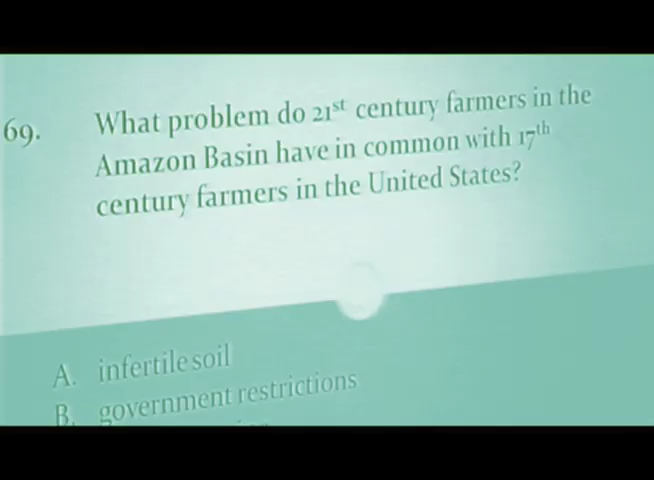 69. What problem do 21st century farmers in the
Amazon Basin have in common with 17th
century farmers in the United States?
A. infertile soil
B. government restrictions